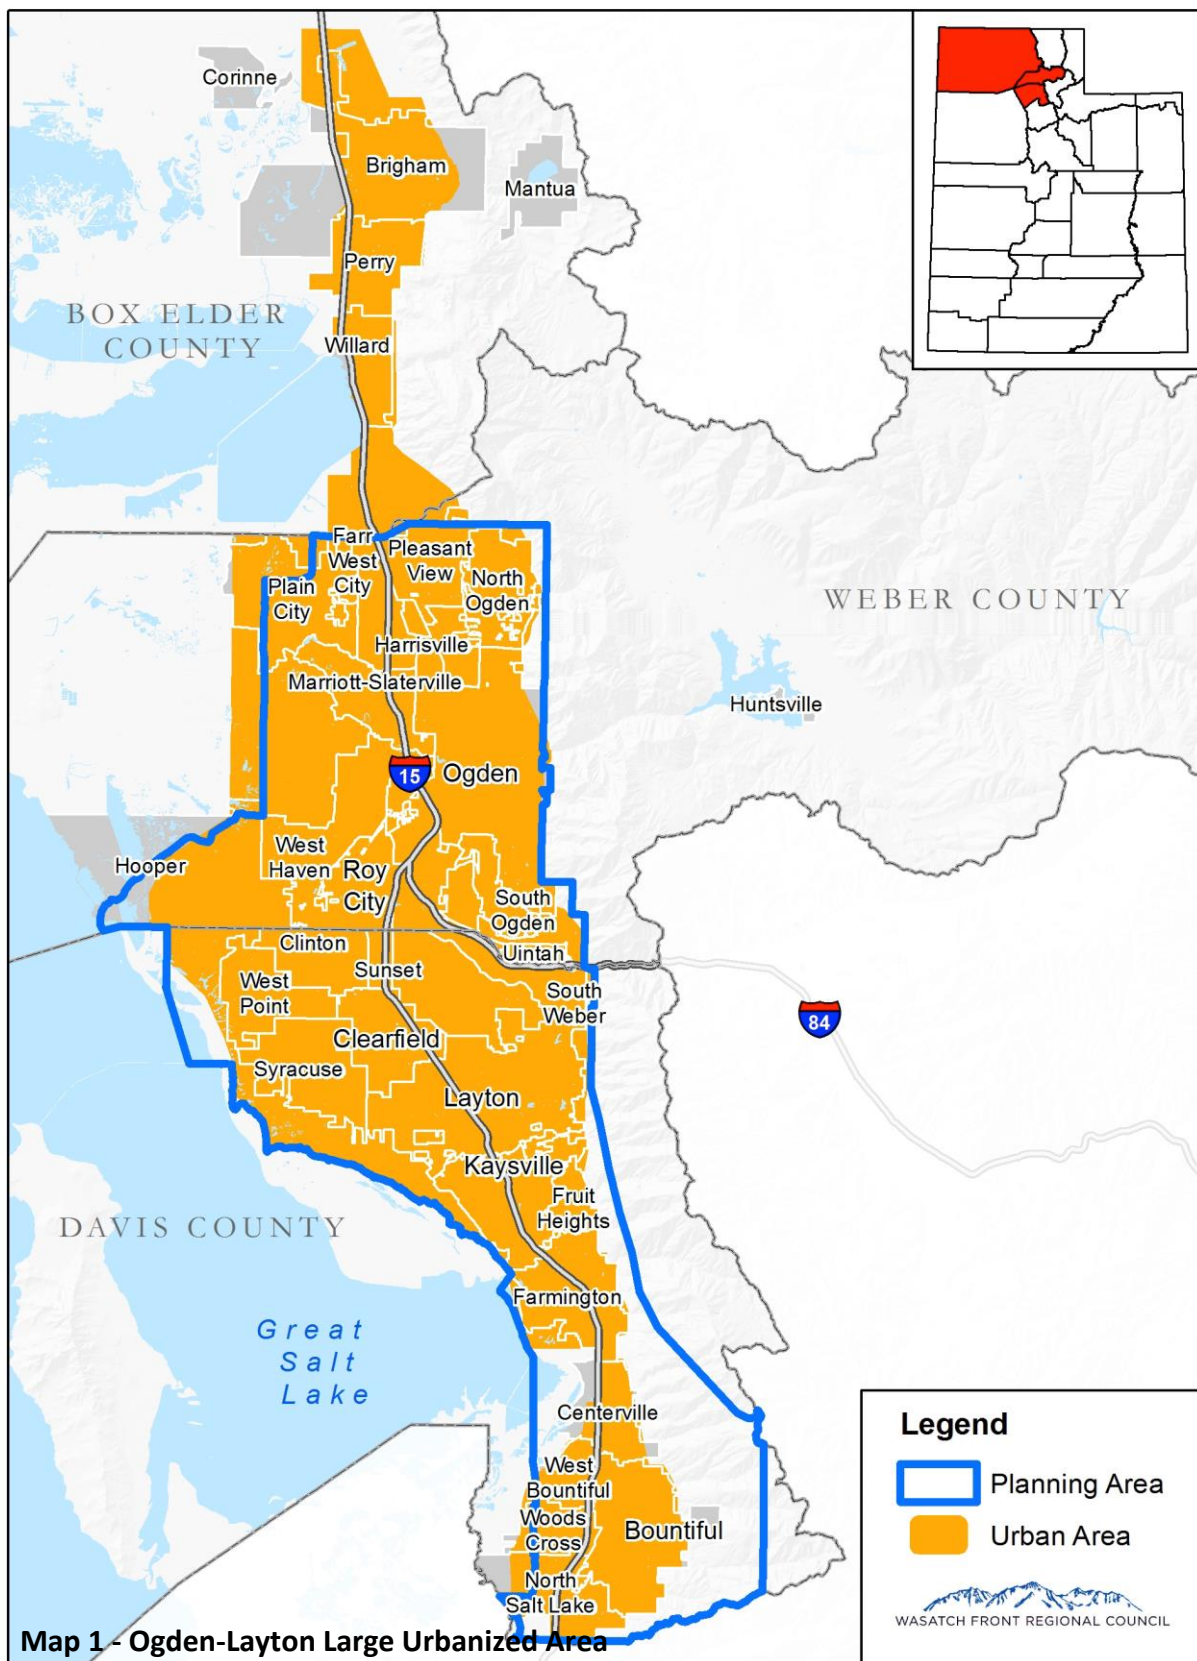 Corinne
Brigham
Mantua
Perry
BOX ELDER
COUNTY
Willard
Farr
West
City
Pleasant
View
Plain
City
North
Ogden
WEBER COUNTY
Harrisville
Marriott-Slaterville
Huntsville
15
Ogden
West
Haven
Hooper
Roy
City
South
Ogden
Clinton
Uintah
Sunset
West
Point
South
Weber
84
Clearfield
Syracuse
Layton
Kaysville
Fruit
Heights
DAVIS COUNTY
Farmington
Great
Salt
Lake
Centerville
West
Bountiful
Woods
Cross
Bountiful
North
Salt Lake
Legend
Planning Area
Urban Area
WASATCH FRONT REGIONAL COUNCIL
Map 1 - Ogden-Layton Large Urbanized Area